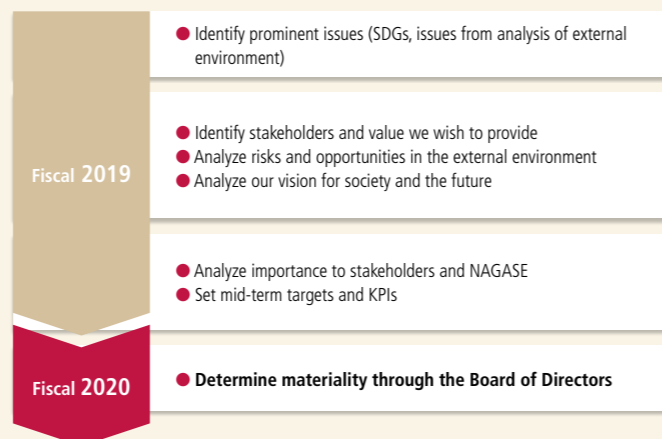 ● Identify prominent issues (SDGs, issues from analysis of external
environment)
Fiscal 2019
● Identify stakeholders and value we wish to provide
● Analyze risks and opportunities in the external environment
● Analyze our vision for society and the future
● Analyze importance to stakeholders and NAGASE
● Set mid-term targets and KPIs
Fiscal 2020
● Determine materiality through the Board of Directors